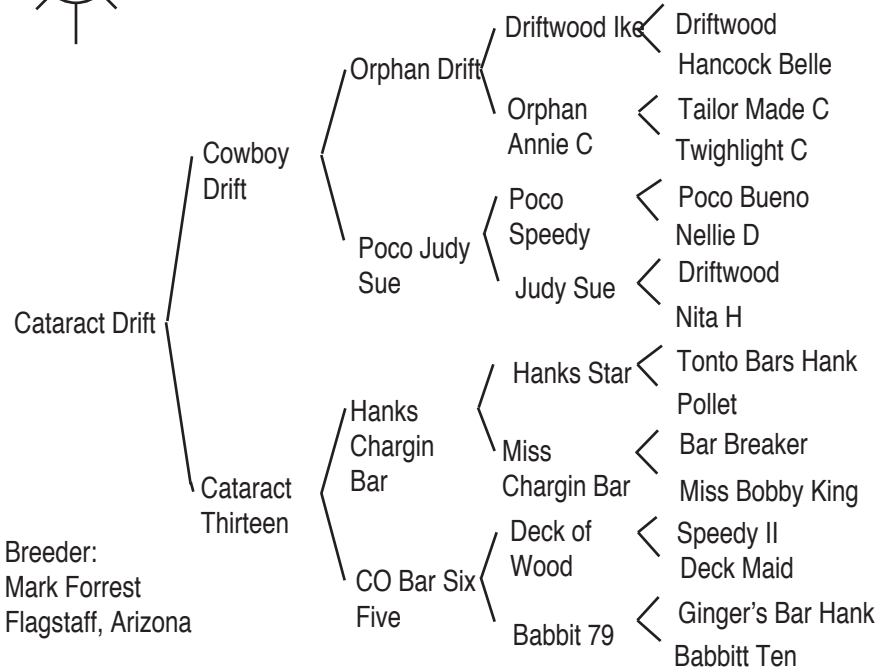 Cataract Drift
Cowboy
Drift
Cataract
Thirteen
Orphan Drift
Poco Judy
Sue
Hanks
Chargin
Bar
CO Bar Six
Five
Driftwood Ike
Orphan
Annie C
Poco
Speedy
Judy Sue
Hanks Star
Miss
Chargin Bar
Deck of
Wood
Babbit 79
Driftwood
Hancock Belle
Tailor Made C
Twighlight C
Poco Bueno
Nellie D
Driftwood
Nita H
Tonto Bars Hank
Pollet
Bar Breaker
Miss Bobby King
Speedy II
Deck Maid
Ginger's Bar Hank
Babbitt Ten
Breeder:
Mark Forrest
Flagstaff, Arizona